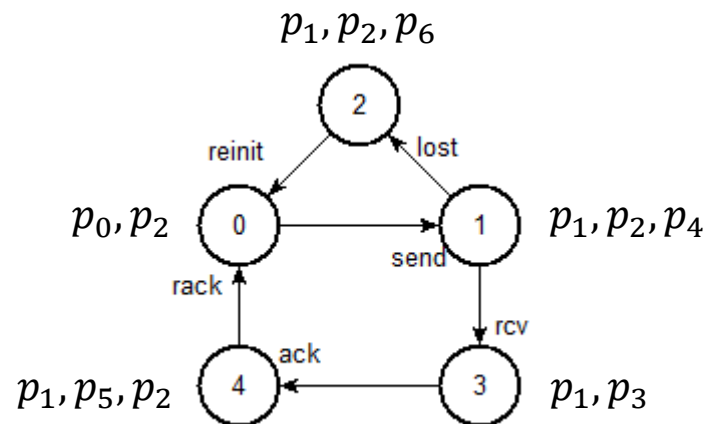 p₁, p₂, p₆
2
reinit
lost
p₀, p₂
0
1
p₁, p₂, p₄
send
rack
rcv
ack
p₁, p₅, p₂
4
3
p₁, p₃